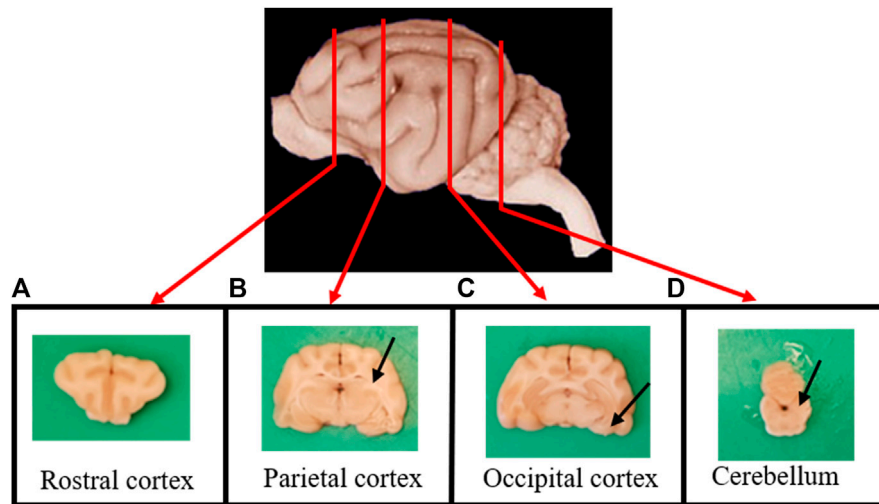 A
B
C
D
Rostral cortex
Parietal cortex
Occipital cortex
Cerebellum